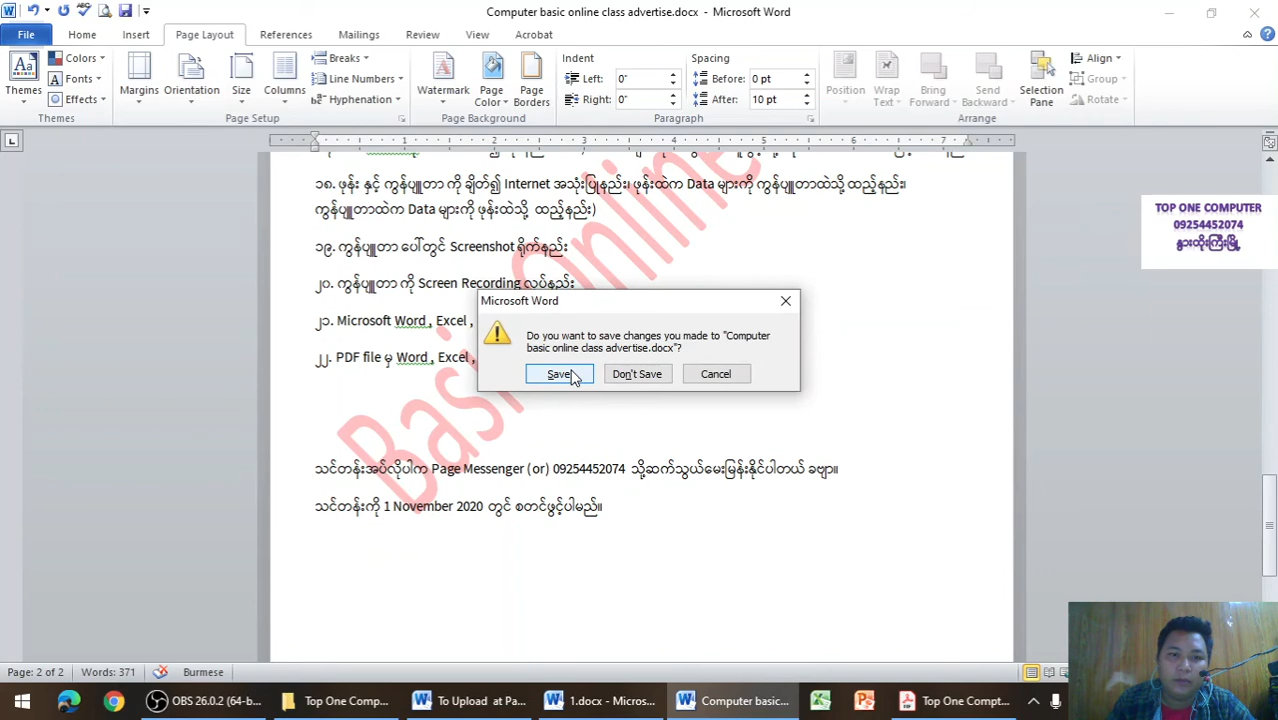 Computer basic online class advertise.docx - Microsoft Word
File Home Insert Page Layout References Mailings Review View Acrobat
Themes Colors Fonts Effects Margins Orientation Size Columns Breaks Line Numbers Hyphenation Watermark Page Color Page Borders Indent Left: 0" Right: 0" Spacing Before: 0 pt After: 10 pt Position Wrap Text Bring Forward Send Backward Selection Pane Align Group Rotate
Themes Page Setup Page Background Paragraph Arrange
1 2 3 4 5 6 7
၁၈. ဖုန်း နှင့် ကွန်ပျူတာ ကို ချိတ်၍ Internet အသုံးပြုနည်း၊ ဖုန်းထဲက Data များကို ကွန်ပျူတာထဲသို့ ထည့်နည်း၊
ကွန်ပျူတာထဲက Data များကို ဖုန်းထဲသို့ ထည့်နည်း)
၁၉. ကွန်ပျူတာ ပေါ်တွင် Screenshot ရိုက်နည်း
၂၀. ကွန်ပျူတာ ကို Screen Recording လုပ်နည်း
၂၁. Microsoft Word , Excel ,
၂၂. PDF file မှ Word , Excel ,
Basic Online
Microsoft Word
Do you want to save changes you made to "Computer
basic online class advertise.docx"?
Save Don't Save Cancel
သင်တန်းအပ်လိုပါက Page Messenger (or) 09254452074 သို့ဆက်သွယ်မေးမြန်းနိုင်ပါတယ် ခဗျာ။
သင်တန်းကို 1 November 2020 တွင် စတင်ဖွင့်ပါမည်။
TOP ONE COMPUTER
09254452074
နွားထိုးကြီးမြို့
Page: 2 of 2 Words: 371 Burmese
OBS 26.0.2 (64-b... Top One Comp... To Upload at Pa... 1.docx - Micros... Computer basic... Top One Compt...